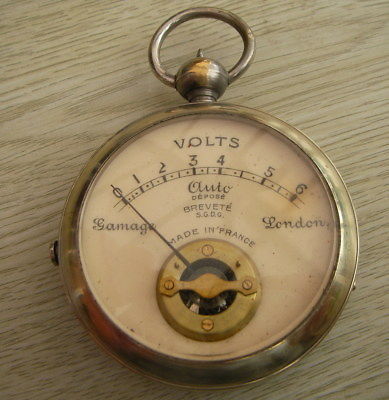 VOLTS
0 1 2 3 4 5 6
Auto
DÉPOSÉ
BREVETÉ
S.G.D.G.
Gamage London
MADE IN FRANCE